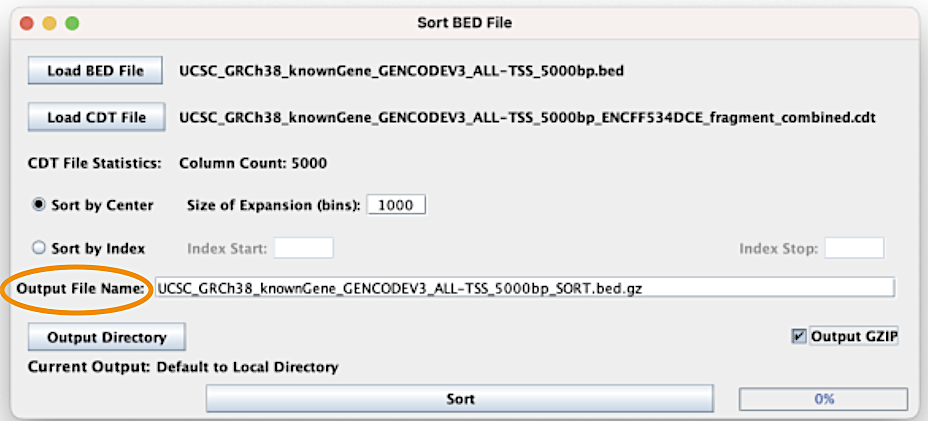 Sort BED File
Load BED File UCSC_GRCh38_knownGene_GENCODEV3_ALL-TSS_5000bp.bed
Load CDT File UCSC_GRCh38_knownGene_GENCODEV3_ALL-TSS_5000bp_ENCFF534DCE_fragment_combined.cdt
CDT File Statistics: Column Count: 5000
Sort by Center Size of Expansion (bins): 1000
Sort by Index Index Start: Index Stop:
Output File Name: UCSC_GRCh38_knownGene_GENCODEV3_ALL-TSS_5000bp_SORT.bed.gz
Output Directory Output GZIP
Current Output: Default to Local Directory
Sort 0%